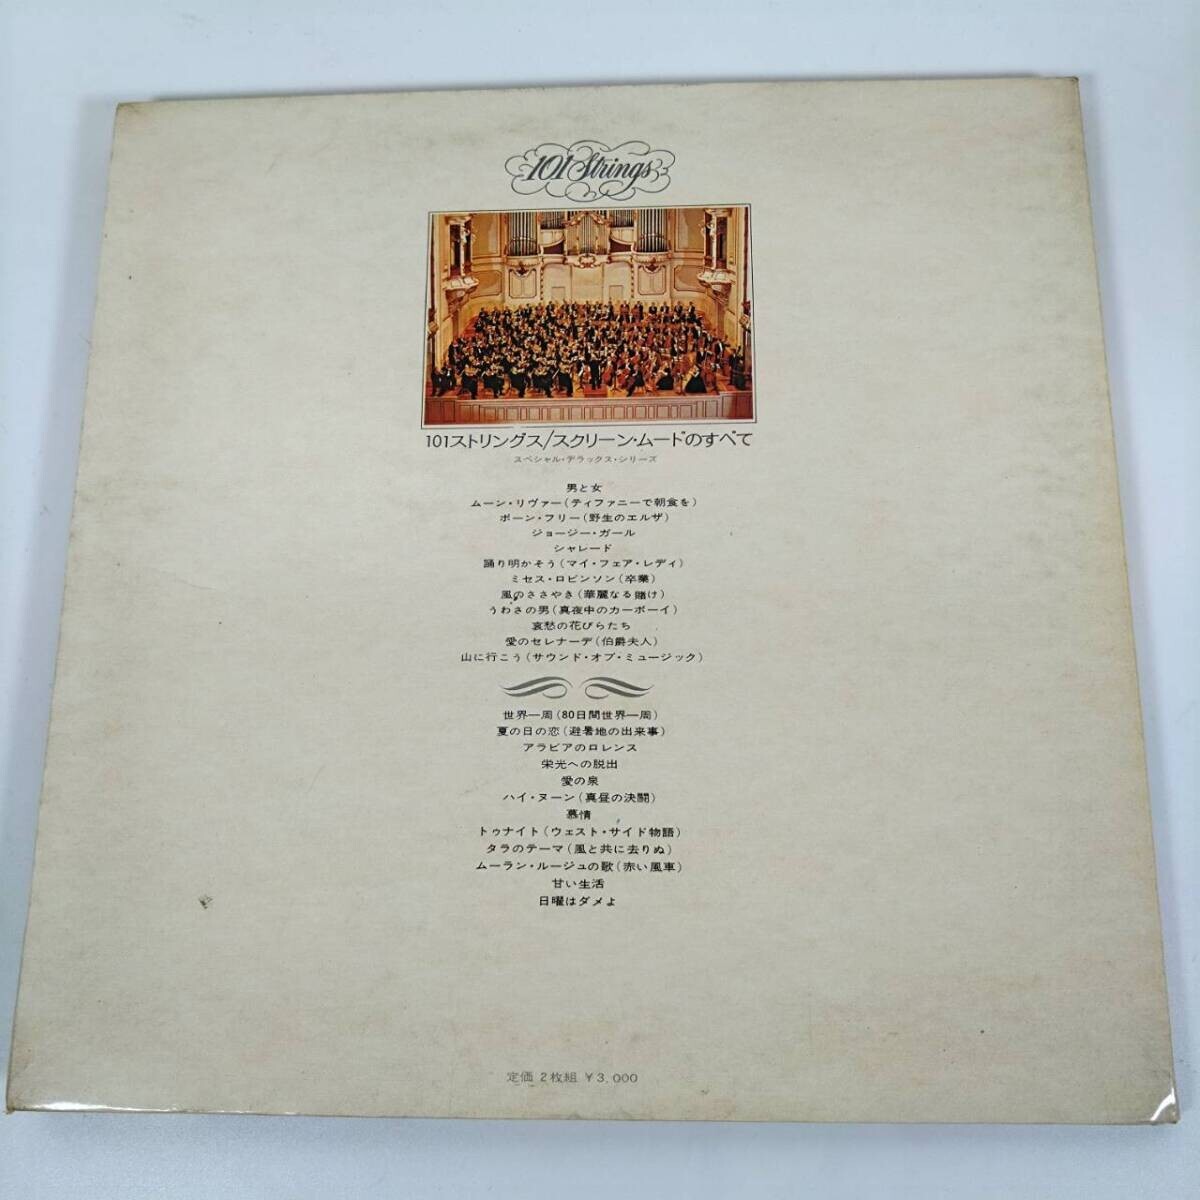 101 Strings
101ストリングス/スクリーン・ムードのすべて
スペシャル・デラックス・シリーズ
男と女
ムーン・リヴァー(ティファニーで朝食を)
ボーン・フリー(野生のエルザ)
ジョージー・ガール
シャレード
踊り明かそう(マイ・フェア・レディ)
ミセス・ロビンソン(卒業)
風のささやき(華麗なる賭け)
うわさの男(真夜中のカーボーイ)
哀愁の花びらたち
愛のセレナーデ(伯爵夫人)
山に行こう(サウンド・オブ・ミュージック)
世界一周(80日間世界一周)
夏の日の恋(避暑地の出来事)
アラビアのロレンス
栄光への脱出
愛の泉
ハイ・ヌーン(真昼の決闘)
慕情
トゥナイト(ウェスト・サイド物語)
タラのテーマ(風と共に去りぬ)
ムーラン・ルージュの歌(赤い風車)
甘い生活
日曜はダメよ
定価 2枚組 ¥3,000